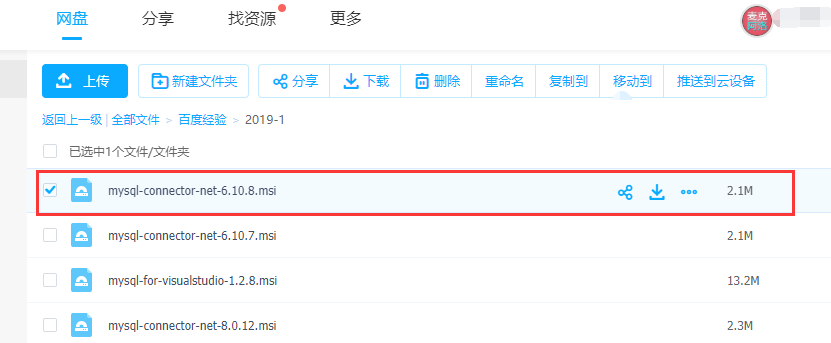 网盘 分享 找资源 更多
麦克
网络
上传 新建文件夹 分享 下载 删除 重命名 复制到 移动到 推送到云设备
返回上一级 | 全部文件 > 百度经验 > 2019-1
已选中1个文件/文件夹
mysql-connector-net-6.10.8.msi 2.1M
mysql-connector-net-6.10.7.msi 2.1M
mysql-for-visualstudio-1.2.8.msi 13.2M
mysql-connector-net-8.0.12.msi 2.3M